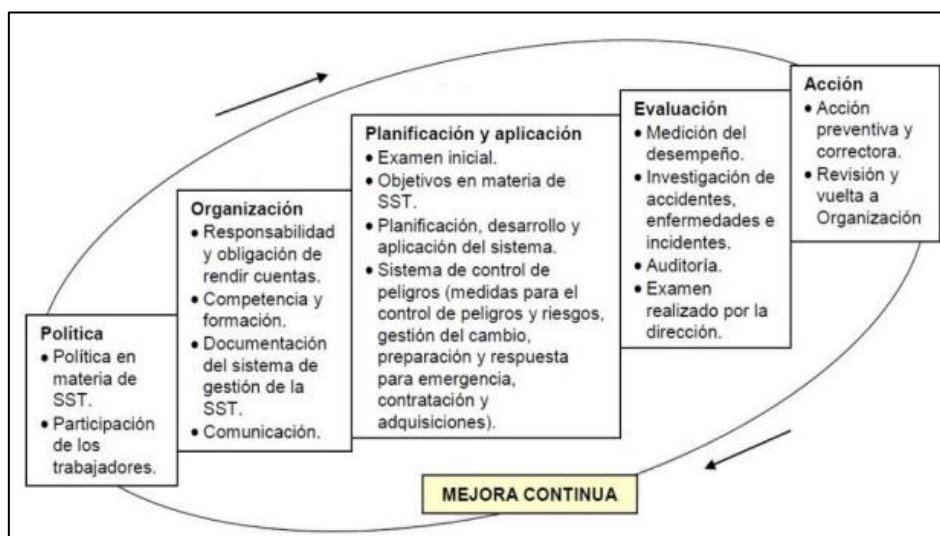 Política
• Política en
materia de
SST.
• Participación
de los
trabajadores.
Organización
• Responsabilidad
y obligación de
rendir cuentas.
• Competencia y
formación.
• Documentación
del sistema de
gestión de la
SST.
• Comunicación.
Planificación y aplicación
• Examen inicial.
• Objetivos en materia de
SST.
• Planificación, desarrollo y
aplicación del sistema.
• Sistema de control de
peligros (medidas para el
control de peligros y riesgos,
gestión del cambio,
preparación y respuesta
para emergencia,
contratación y
adquisiciones).
Evaluación
• Medición del
desempeño.
• Investigación de
accidentes,
enfermedades e
incidentes.
• Auditoría.
• Examen
realizado por la
dirección.
Acción
• Acción
preventiva y
correctora.
• Revisión y
vuelta a
Organización
MEJORA CONTINUA